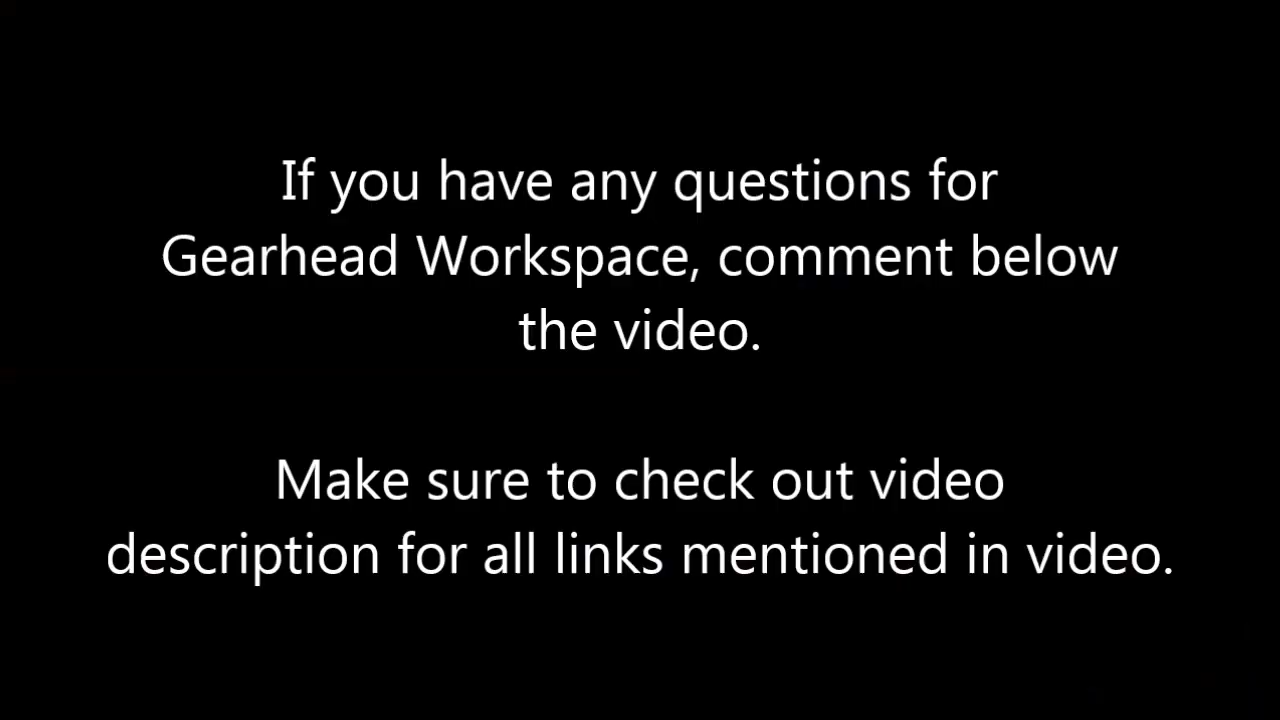 If you have any questions for
Gearhead Workspace, comment below
the video.
Make sure to check out video
description for all links mentioned in video.